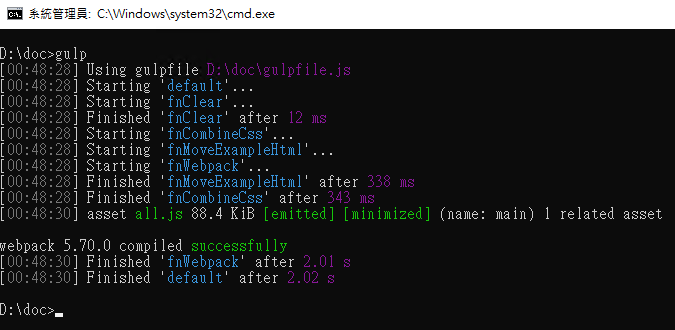 系統管理員: C:\Windows\system32\cmd.exe
D:\doc>gulp
[00:48:28] Using gulpfile D:\doc\gulpfile.js
[00:48:28] Starting 'default'...
[00:48:28] Starting 'fnClear'...
[00:48:28] Finished 'fnClear' after 12 ms
[00:48:28] Starting 'fnCombineCss'...
[00:48:28] Starting 'fnMoveExampleHtml'...
[00:48:28] Starting 'fnWebpack'...
[00:48:28] Finished 'fnMoveExampleHtml' after 338 ms
[00:48:28] Finished 'fnCombineCss' after 343 ms
[00:48:30] asset all.js 88.4 KiB [emitted] [minimized] (name: main) 1 related asset
webpack 5.70.0 compiled successfully
[00:48:30] Finished 'fnWebpack' after 2.01 s
[00:48:30] Finished 'default' after 2.02 s
D:\doc>